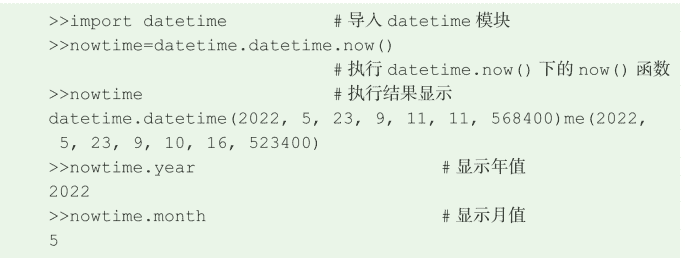 >>import datetime # 导入 datetime 模块
>>nowtime=datetime.datetime.now()
# 执行 datetime.now() 下的 now() 函数
>>nowtime # 执行结果显示
datetime.datetime(2022, 5, 23, 9, 11, 11, 568400)me(2022,
5, 23, 9, 10, 16, 523400)
>>nowtime.year # 显示年值
2022
>>nowtime.month # 显示月值
5